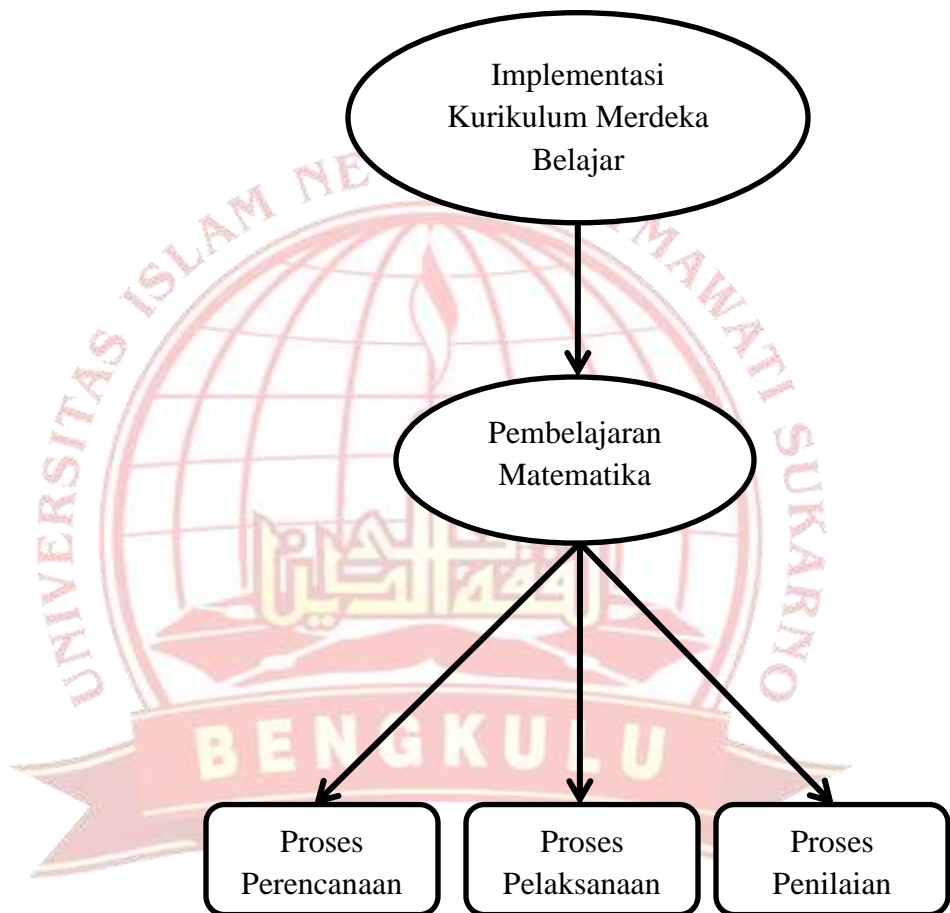 Implementasi
Kurikulum Merdeka
Belajar
UNIVERSITAS ISLAM NE
MAWATI SUKARNO
Pembelajaran
Matematika
BENGKULU
Proses
Perencanaan
Proses
Pelaksanaan
Proses
Penilaian